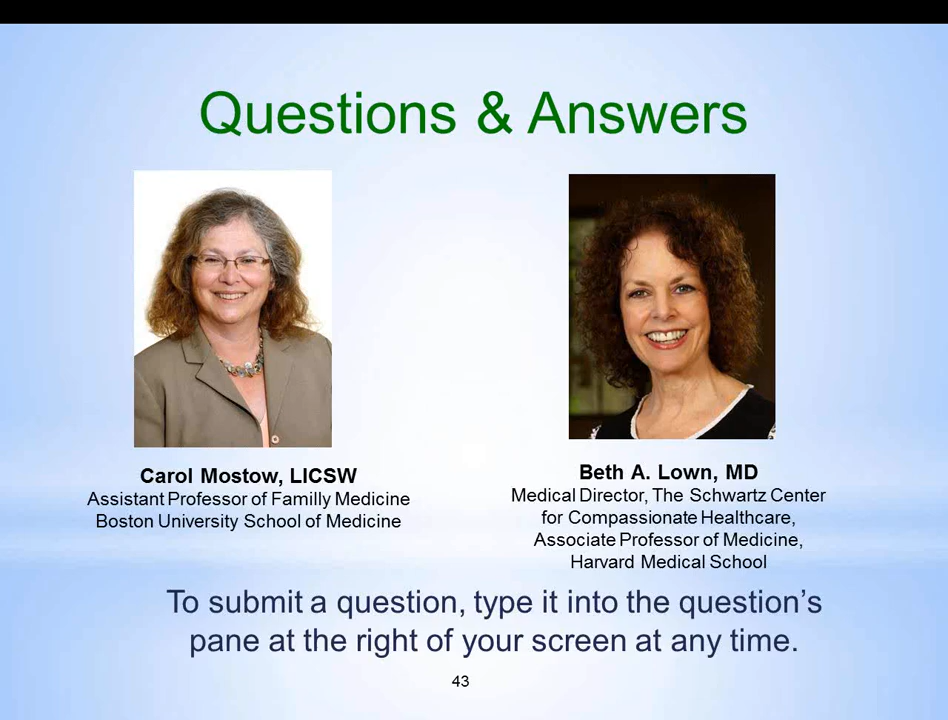 Questions & Answers
Carol Mostow, LICSW
Assistant Professor of Familly Medicine
Boston University School of Medicine
Beth A. Lown, MD
Medical Director, The Schwartz Center
for Compassionate Healthcare,
Associate Professor of Medicine,
Harvard Medical School
To submit a question, type it into the question’s
pane at the right of your screen at any time.
43